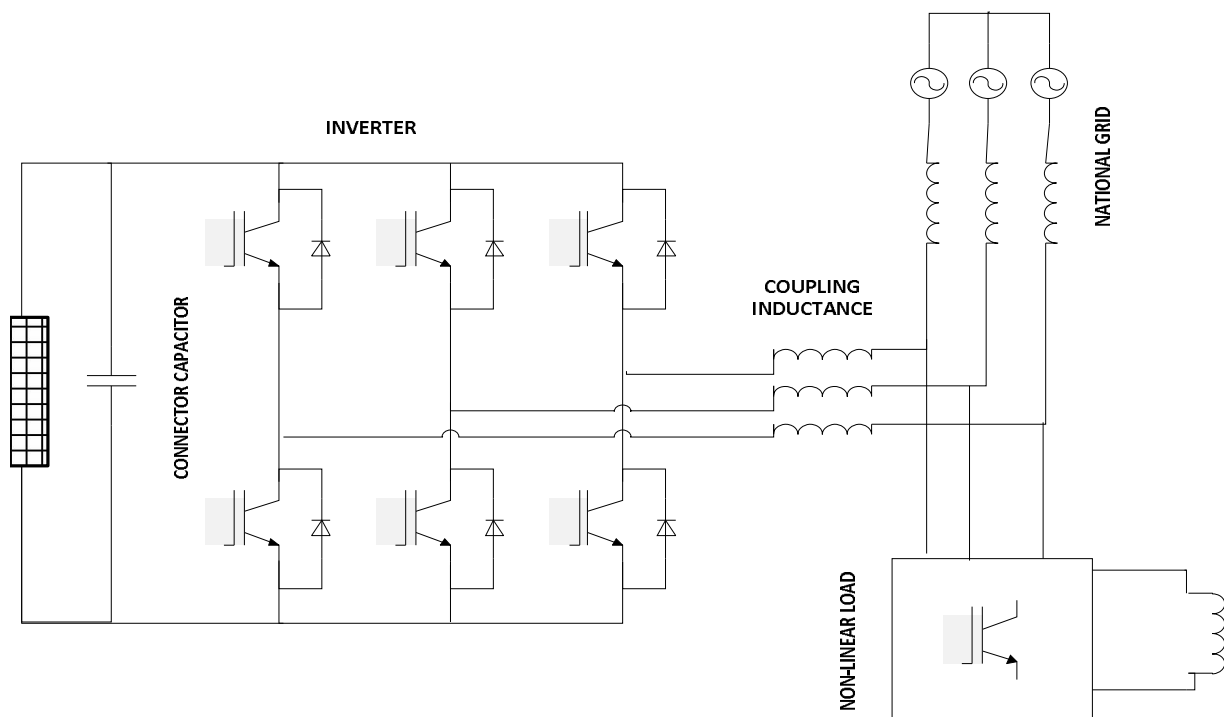 INVERTER
NATIONAL GRID
COUPLING
INDUCTANCE
CONNECTOR CAPACITOR
NON-LINEAR LOAD